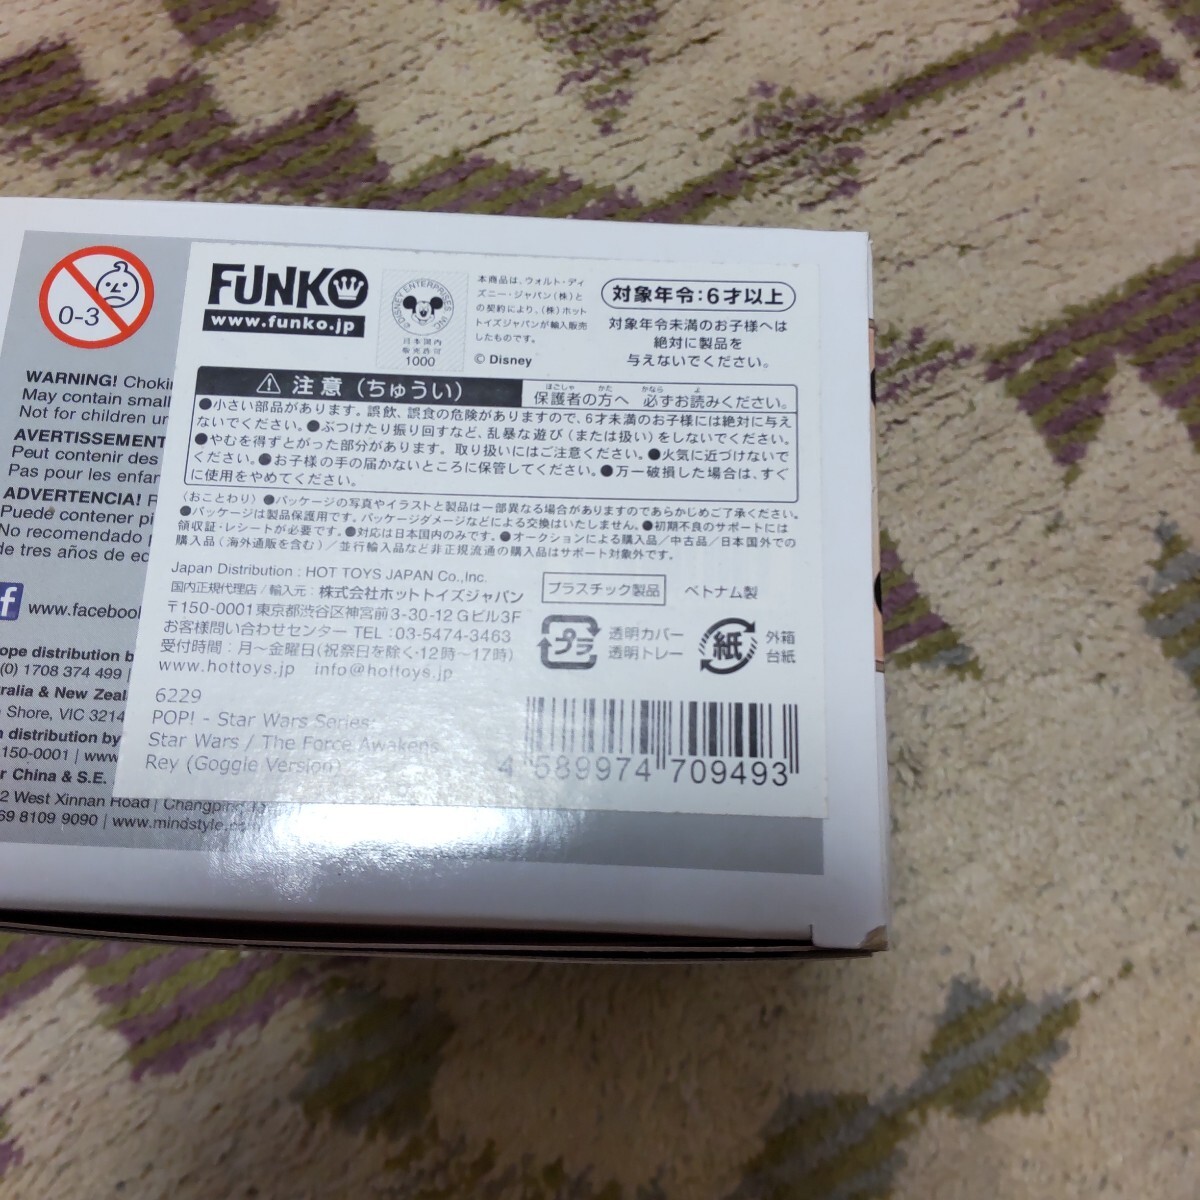 0-3
WARNING! Choking
May contain small
Not for children un
AVERTISSEMENT
Peut contenir des
Pas pour les enfan
ADVERTENCIA!
Puede contener pi
No recomendado
de tres años de ed
f www.facebook
ope distribution b
(0) 1708 374 499 |
ralia & New Zeal
Shore, VIC 3214
n distribution by
150-0001 | www
r China & S.E.
2 West Xinnan Road | Changping
69 8109 9090 | www.mindstyle.c
FUNKO
www.funko.jp
©DISNEY ENTERPRISES INC.
日本国内
販売許可
1000
本商品は、ウォルト・ディ
ズニー・ジャパン(株)と
の契約により、(株)ホット
トイズジャパンが輸入販売
したものです。
© Disney
対象年令:6才以上
対象年令未満のお子様へは
絶対に製品を
与えないでください。
⚠ 注意(ちゅうい)
保護者の方へ 必ずお読みください。
ほごしゃ かた かなら よ
●小さい部品があります。誤飲、誤食の危険がありますので、6才未満のお子様には絶対に与え
ないでください。●ぶつけたり振り回すなど、乱暴な遊び(または扱い)をしないでください。
●やむを得ずとがった部分があります。取り扱いにはご注意ください。●火気に近づけないで
ください。●お子様の手の届かないところに保管してください。●万一破損した場合は、すぐ
に使用をやめてください。
(おことわり)●パッケージの写真やイラストと製品は一部異なる場合がありますのであらかじめご了承ください。
●パッケージは製品保護用です。パッケージダメージなどによる交換はいたしません。●初期不良のサポートには
領収証・レシートが必要です。●対応は日本国内のみです。●オークションによる購入品/中古品/日本国外での
購入品(海外通販を含む)/並行輸入品など非正規流通の購入品はサポート対象外です。
Japan Distribution : HOT TOYS JAPAN Co.,Inc.
国内正規代理店/輸入元:株式会社ホットトイズジャパン
〒150-0001東京都渋谷区神宮前3-30-12 Gビル3F
お客様問い合わせセンター TEL:03-5474-3463
受付時間:月〜金曜日(祝祭日を除く・12時〜17時)
www.hottoys.jp info@hottoys.jp
プラスチック製品 ベトナム製
プラ
透明カバー
透明トレー
紙
外箱
台紙
6229
POP! - Star Wars Series:
Star Wars / The Force Awakens
Rey (Goggle Version)
4 589974 709493